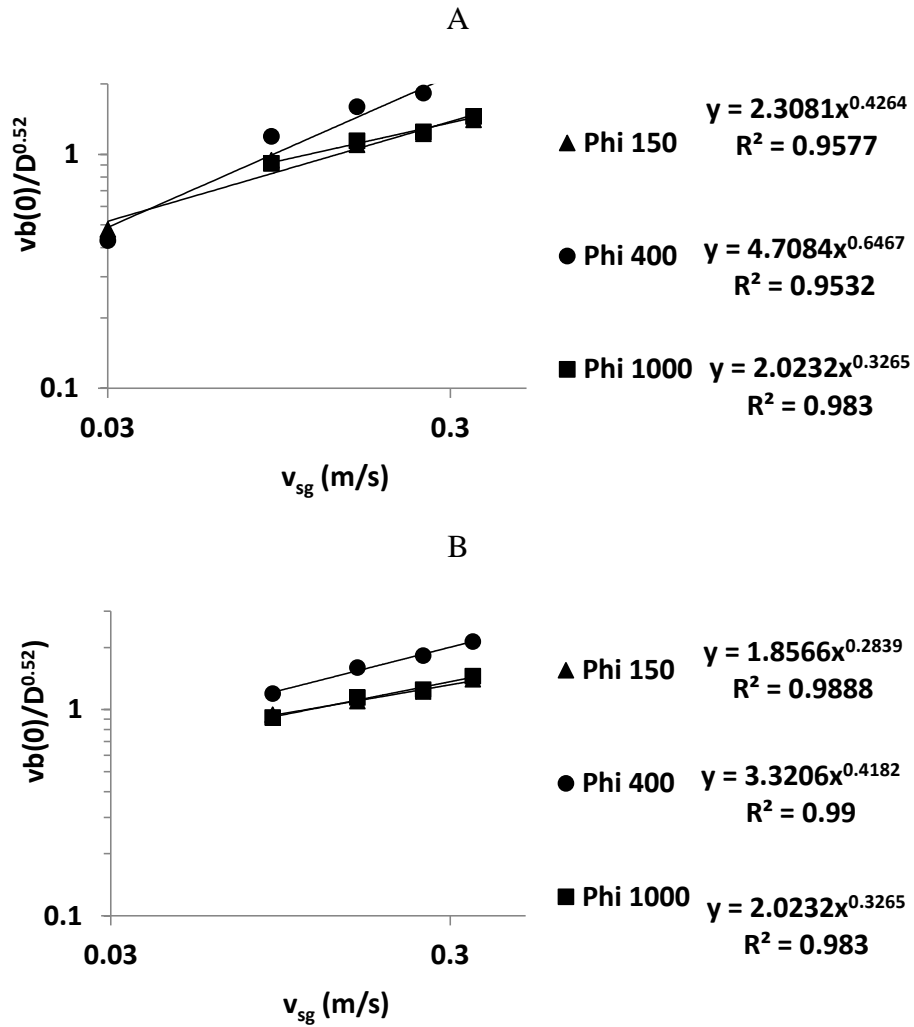 A
vb(0)/D^0.52
1
0.1
0.03
0.3
v_sg (m/s)
Phi 150
y = 2.3081x^0.4264
R² = 0.9577
Phi 400
y = 4.7084x^0.6467
R² = 0.9532
Phi 1000
y = 2.0232x^0.3265
R² = 0.983
B
vb(0)/D^0.52)
1
0.1
0.03
0.3
v_sg (m/s)
Phi 150
y = 1.8566x^0.2839
R² = 0.9888
Phi 400
y = 3.3206x^0.4182
R² = 0.99
Phi 1000
y = 2.0232x^0.3265
R² = 0.983